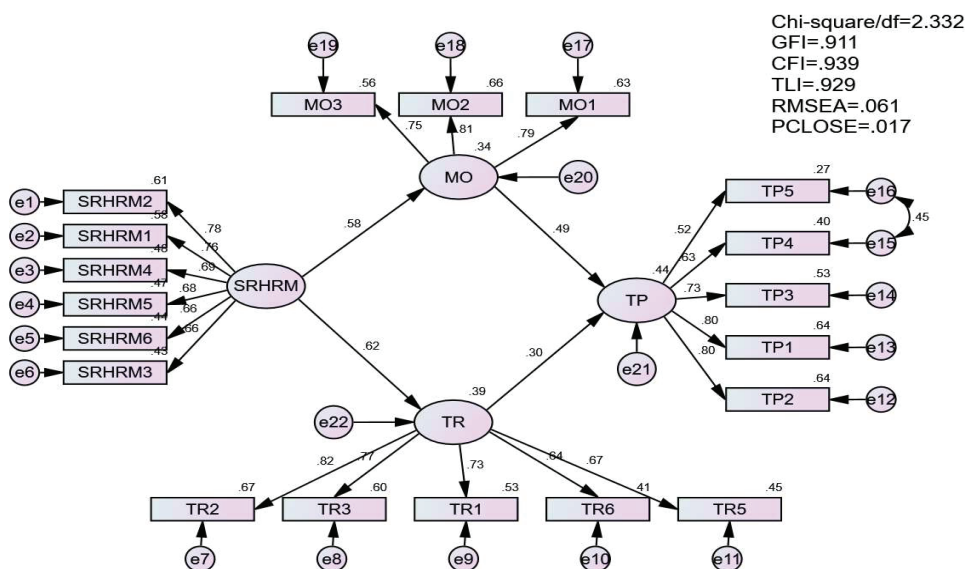 Chi-square/df=2.332
GFI=.911
CFI=.939
TLI=.929
RMSEA=.061
PCLOSE=.017
e19
e18
e17
.56
.66
.63
MO3
MO2
MO1
.75
.81
.79
.34
MO
e20
.61
e1
SRHRM2
.58
e2
SRHRM1
.48
e3
SRHRM4
.47
e4
SRHRM5
.44
e5
SRHRM6
.43
e6
SRHRM3
.78
.76
.69
.68
.66
.66
SRHRM
.58
.49
.62
.30
.27
TP5
e16
.45
.40
TP4
e15
.53
TP3
e14
.64
TP1
e13
.64
TP2
e12
.52
.63
.73
.80
.80
.44
TP
e21
.39
e22
TR
.82
.77
.73
.64
.67
.67
.60
.53
.41
.45
TR2
TR3
TR1
TR6
TR5
e7
e8
e9
e10
e11